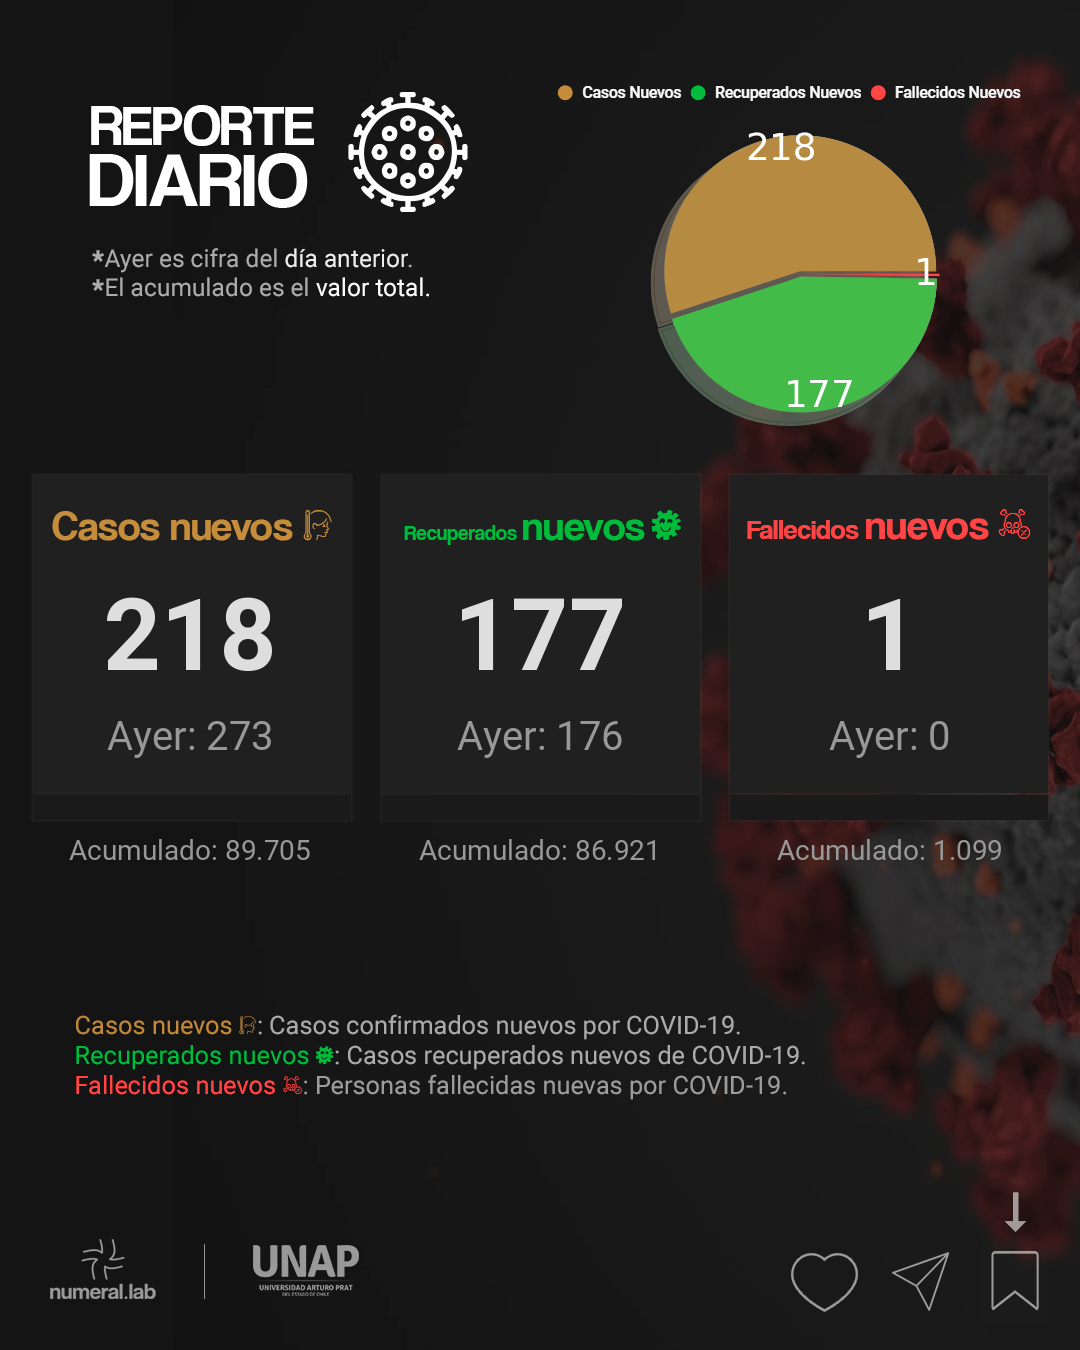 REPORTE
DIARIO
*Ayer es cifra del día anterior.
*El acumulado es el valor total.
Casos Nuevos Recuperados Nuevos Fallecidos Nuevos
218
1
177
Casos nuevos
218
Ayer: 273
Acumulado: 89.705
Recuperados nuevos
177
Ayer: 176
Acumulado: 86.921
Fallecidos nuevos
1
Ayer: 0
Acumulado: 1.099
Casos nuevos : Casos confirmados nuevos por COVID-19.
Recuperados nuevos : Casos recuperados nuevos de COVID-19.
Fallecidos nuevos : Personas fallecidas nuevas por COVID-19.
numeral.lab
UNAP
UNIVERSIDAD ARTURO PRAT
DEL ESTADO DE CHILE